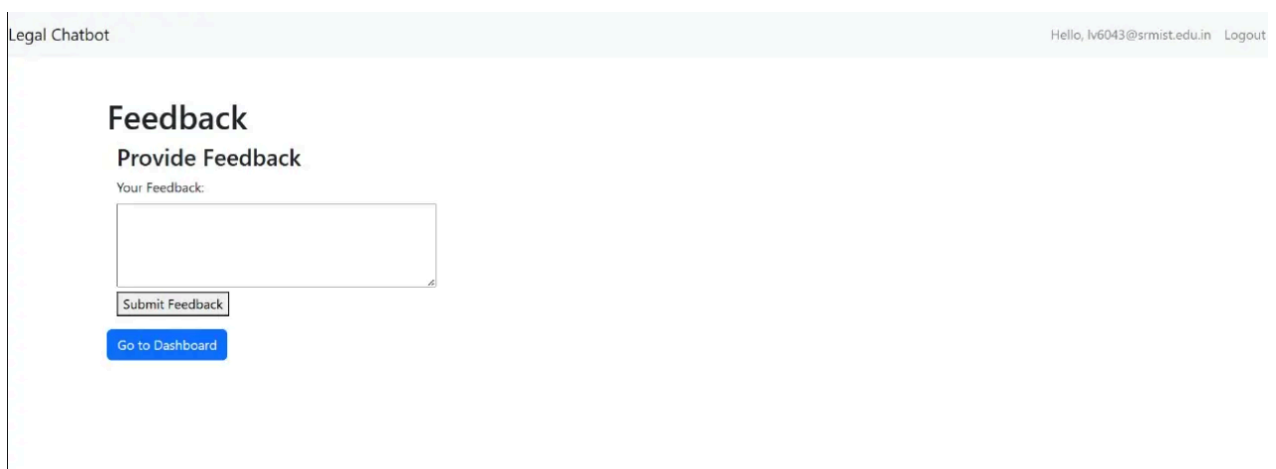 Legal Chatbot
Hello, lv6043@srmist.edu.in Logout
Feedback
Provide Feedback
Your Feedback:
Submit Feedback
Go to Dashboard